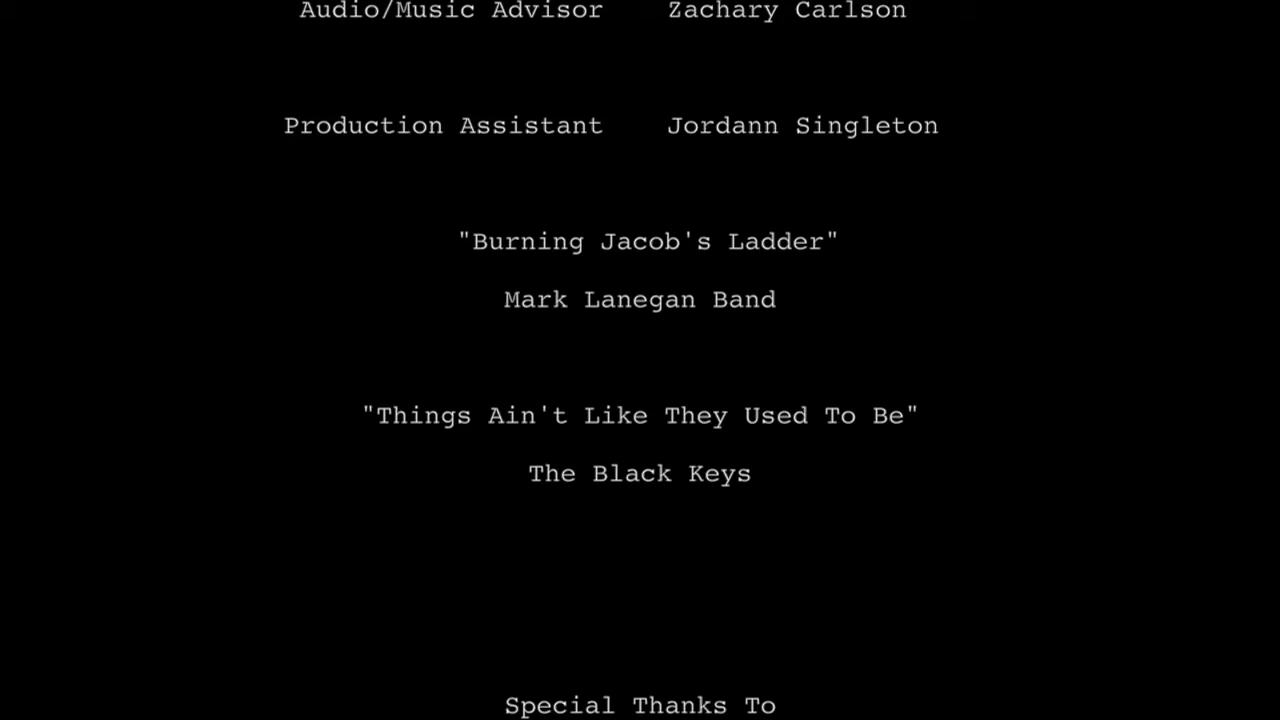 Audio/Music Advisor    Zachary Carlson
Production Assistant    Jordann Singleton
"Burning Jacob's Ladder"
Mark Lanegan Band
"Things Ain't Like They Used To Be"
The Black Keys
Special Thanks To